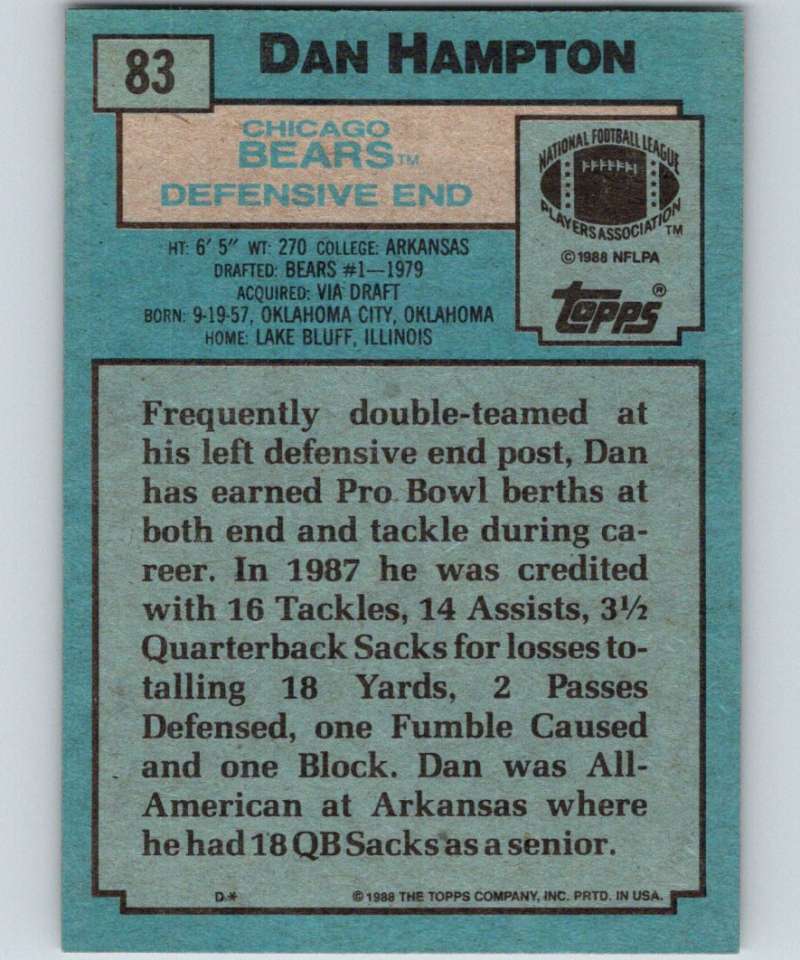 83
DAN HAMPTON
CHICAGO
BEARS™
DEFENSIVE END
NATIONAL FOOTBALL LEAGUE
PLAYERS ASSOCIATION™
©1988 NFLPA
Topps®
HT: 6' 5" WT: 270 COLLEGE: ARKANSAS
DRAFTED: BEARS #1—1979
ACQUIRED: VIA DRAFT
BORN: 9-19-57, OKLAHOMA CITY, OKLAHOMA
HOME: LAKE BLUFF, ILLINOIS
Frequently double-teamed at
his left defensive end post, Dan
has earned Pro Bowl berths at
both end and tackle during ca-
reer. In 1987 he was credited
with 16 Tackles, 14 Assists, 3½
Quarterback Sacks for losses to-
talling 18 Yards, 2 Passes
Defensed, one Fumble Caused
and one Block. Dan was All-
American at Arkansas where
he had 18 QB Sacks as a senior.
D.* ©1988 THE TOPPS COMPANY, INC. PRTD. IN USA.